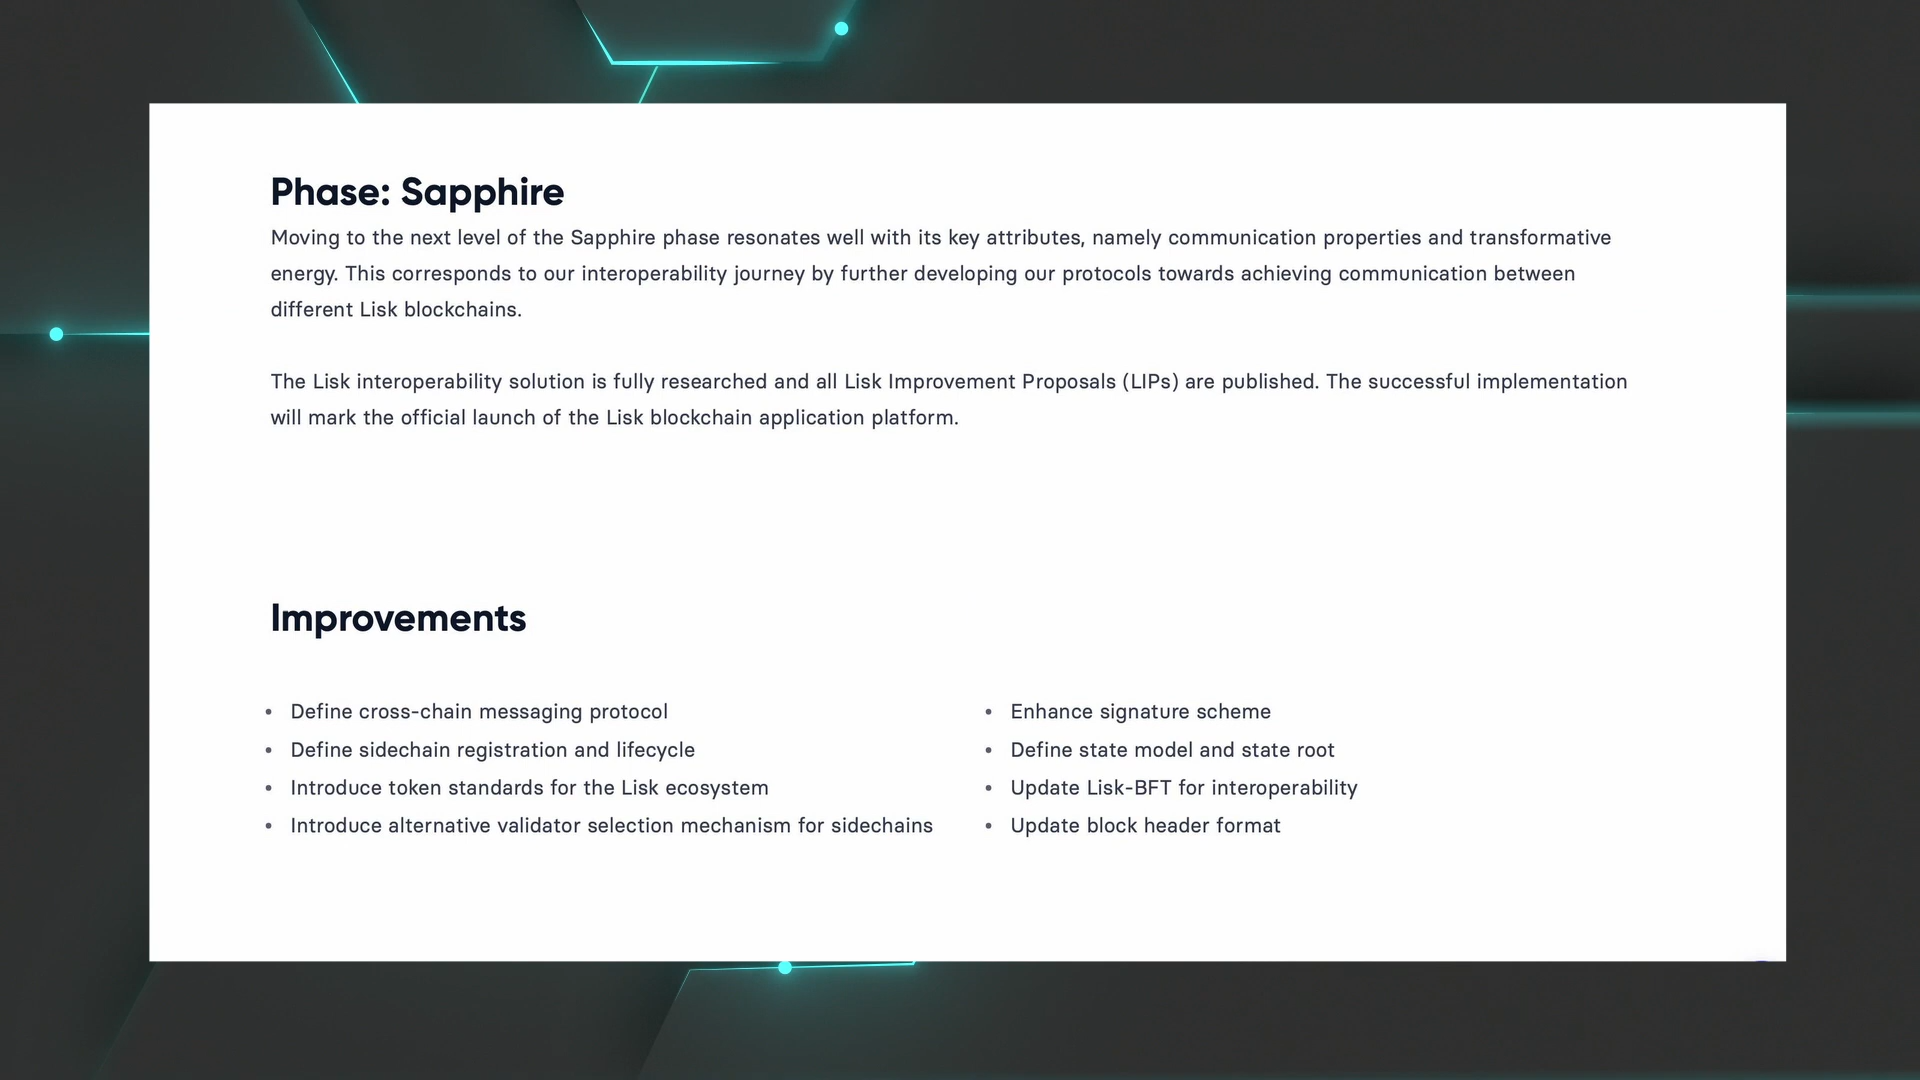 Phase: Sapphire
Moving to the next level of the Sapphire phase resonates well with its key attributes, namely communication properties and transformative
energy. This corresponds to our interoperability journey by further developing our protocols towards achieving communication between
different Lisk blockchains.
The Lisk interoperability solution is fully researched and all Lisk Improvement Proposals (LIPs) are published. The successful implementation
will mark the official launch of the Lisk blockchain application platform.
Improvements
• Define cross-chain messaging protocol
• Define sidechain registration and lifecycle
• Introduce token standards for the Lisk ecosystem
• Introduce alternative validator selection mechanism for sidechains
• Enhance signature scheme
• Define state model and state root
• Update Lisk-BFT for interoperability
• Update block header format